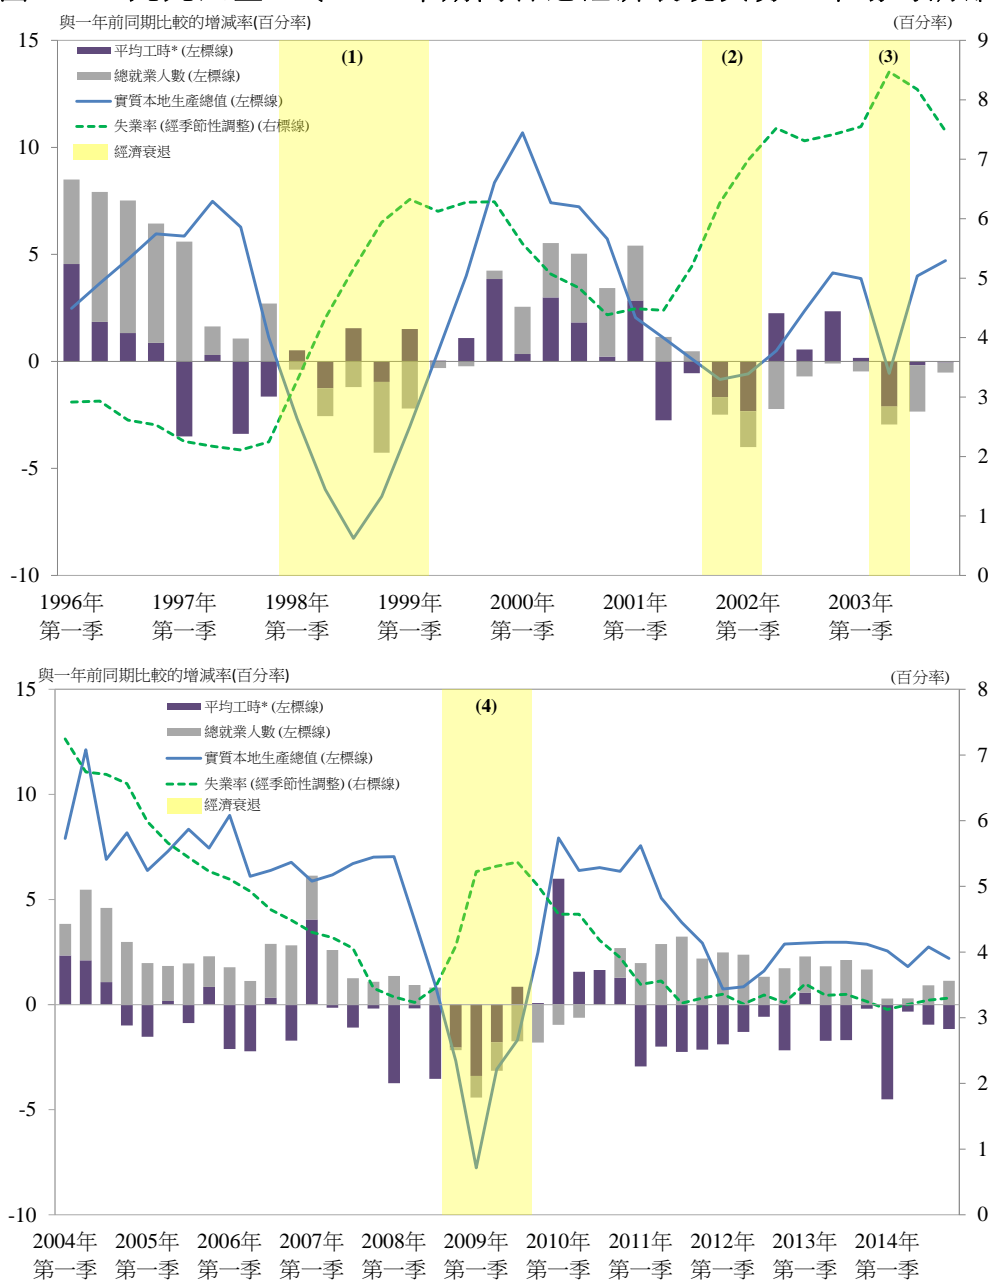 與一年前同期比較的增減率(百分率)
(百分率)
平均工時* (左標線)
總就業人數 (左標線)
實質本地生產總值 (左標線)
失業率 (經季節性調整) (右標線)
經濟衰退
(1)
(2)
(3)
15
10
5
0
-5
-10
9
8
7
6
5
4
3
2
1
0
1996年 1997年 1998年 1999年 2000年 2001年 2002年 2003年
第一季 第一季 第一季 第一季 第一季 第一季 第一季 第一季
與一年前同期比較的增減率(百分率)
(百分率)
平均工時* (左標線)
總就業人數 (左標線)
實質本地生產總值 (左標線)
失業率 (經季節性調整) (右標線)
經濟衰退
(4)
15
10
5
0
-5
-10
8
7
6
5
4
3
2
1
0
2004年 2005年 2006年 2007年 2008年 2009年 2010年 2011年 2012年 2013年 2014年
第一季 第一季 第一季 第一季 第一季 第一季 第一季 第一季 第一季 第一季 第一季